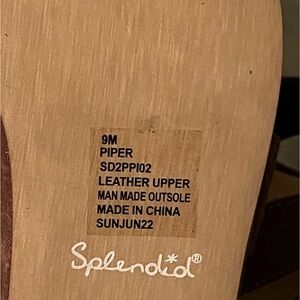 9M
PIPER
SD2PPI02
LEATHER UPPER
MAN MADE OUTSOLE
MADE IN CHINA
SUNJUN22
Splendid®